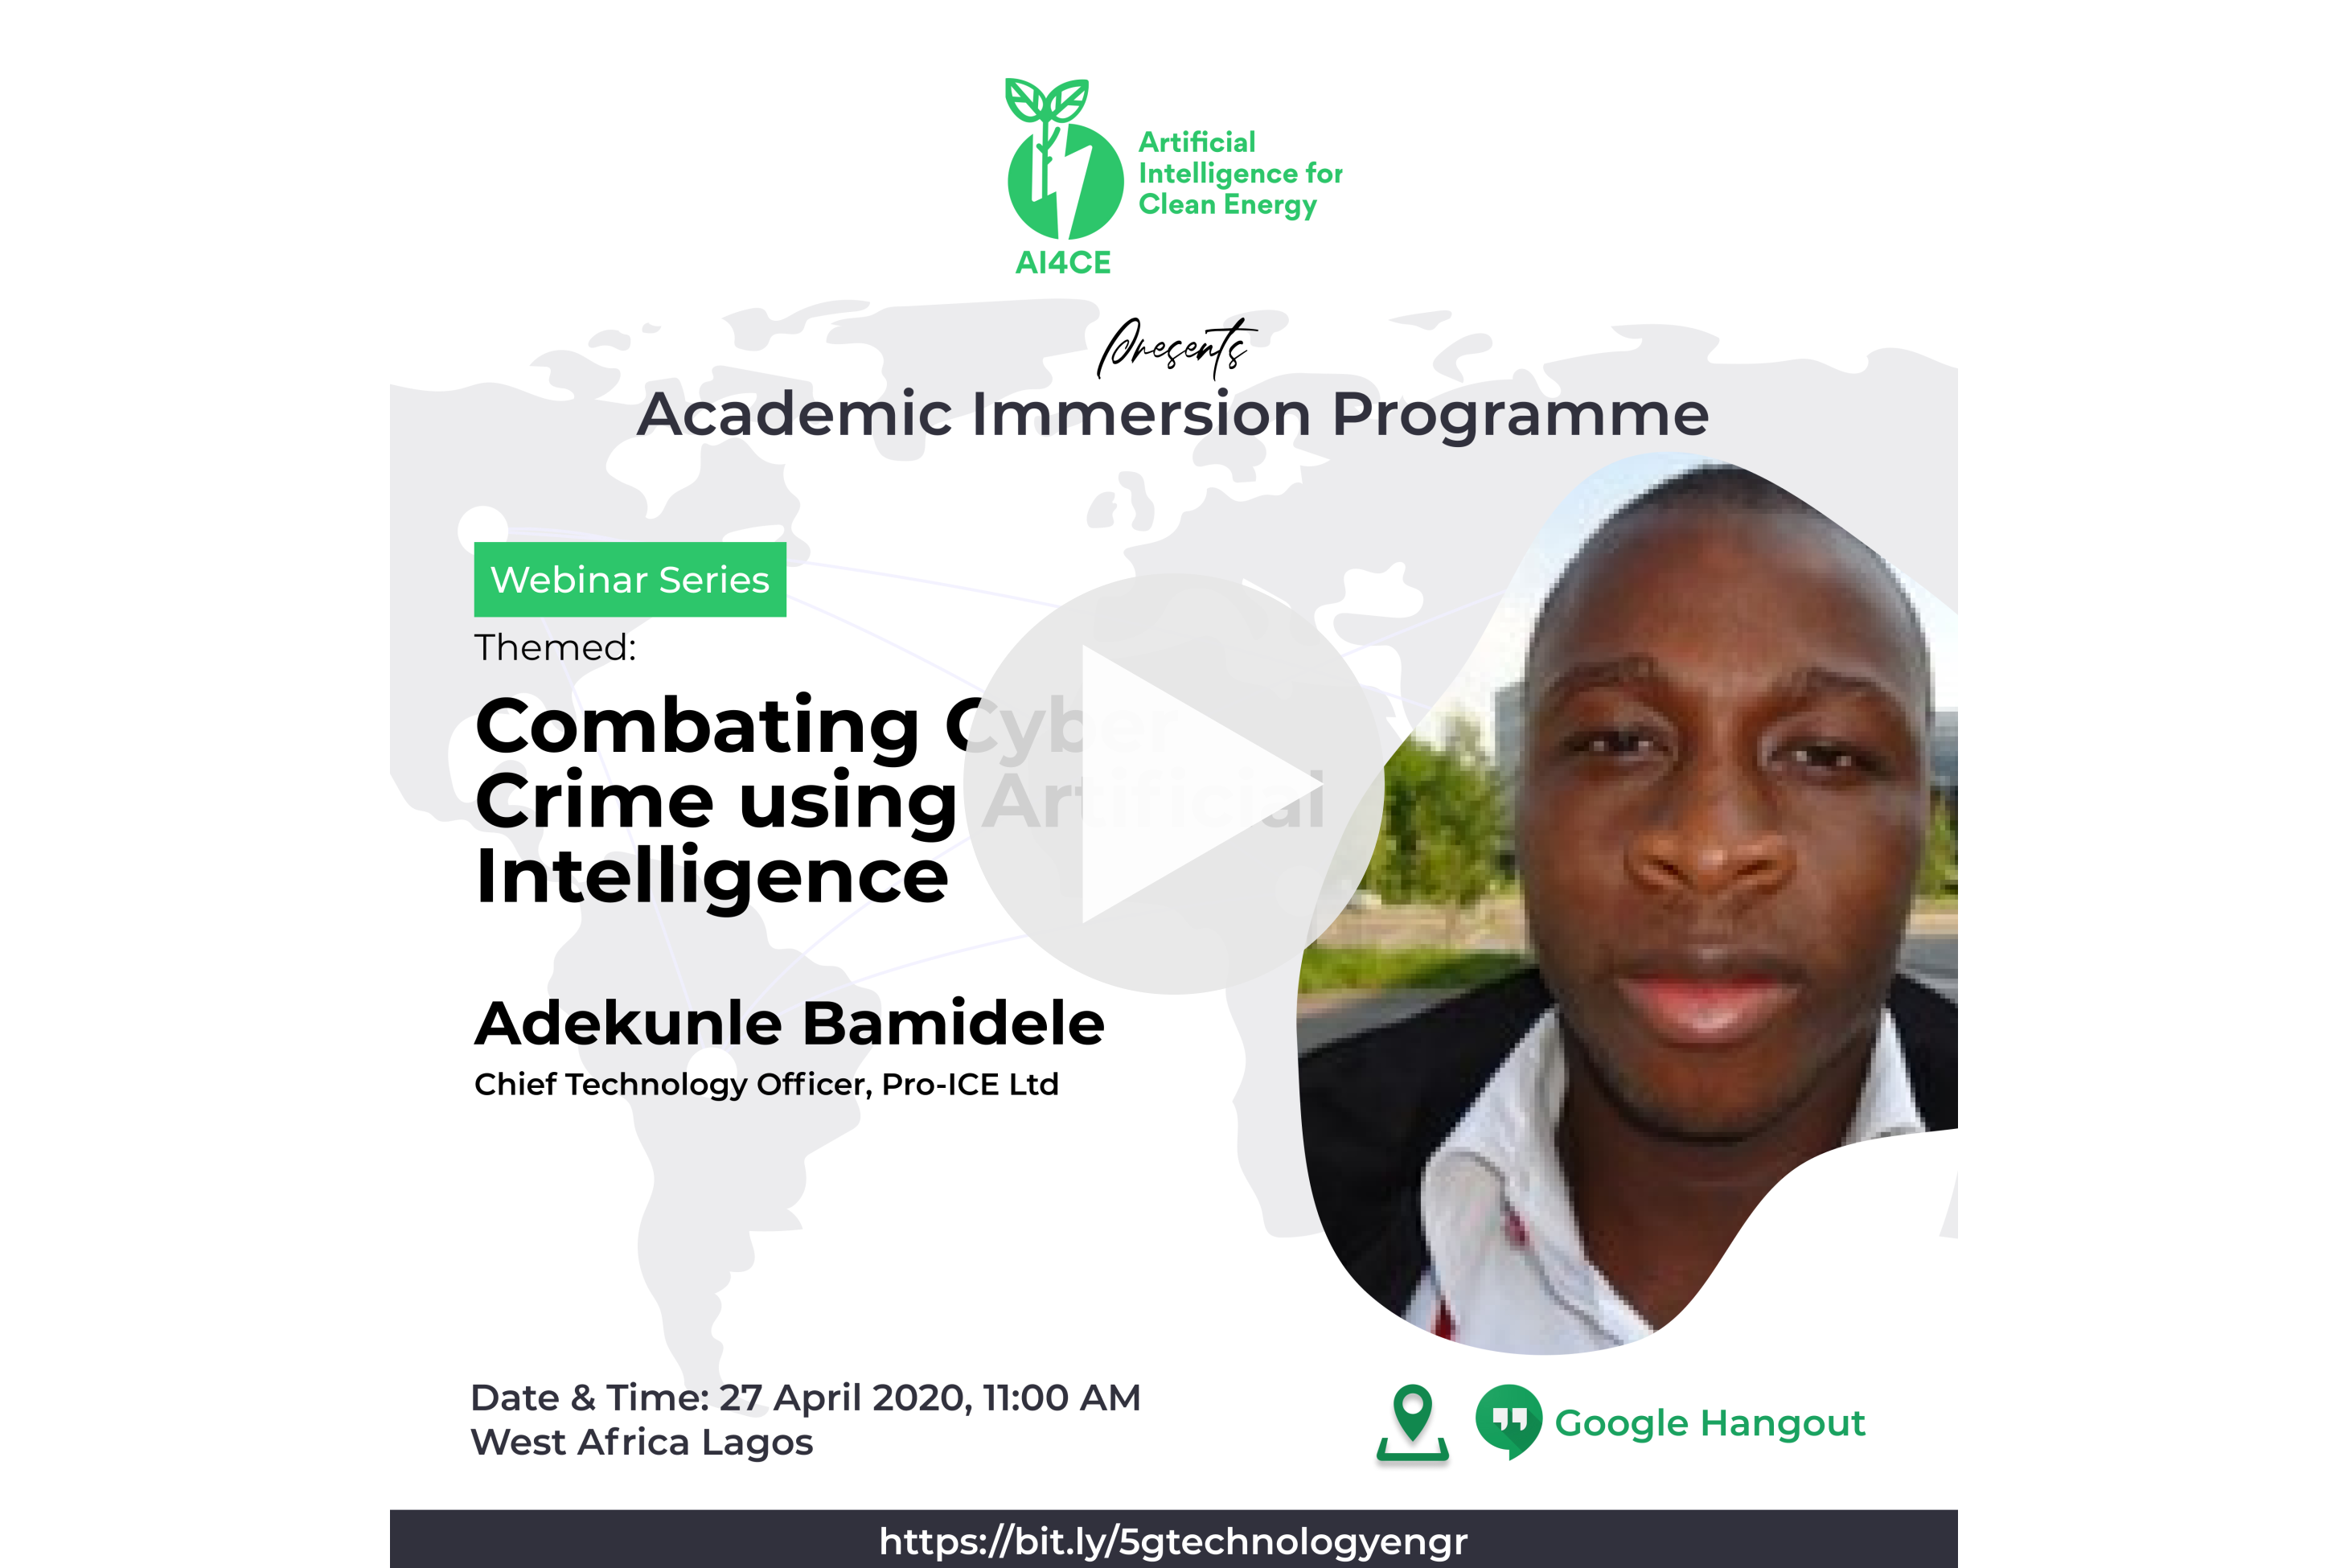 Artificial
Intelligence for
Clean Energy
AI4CE
Presents
Academic Immersion Programme
Webinar Series
Themed:
Combating Cyber
Crime using Artificial
Intelligence
Adekunle Bamidele
Chief Technology Officer, Pro-ICE Ltd
Date & Time: 27 April 2020, 11:00 AM
West Africa Lagos
Google Hangout
https://bit.ly/5gtechnologyengr